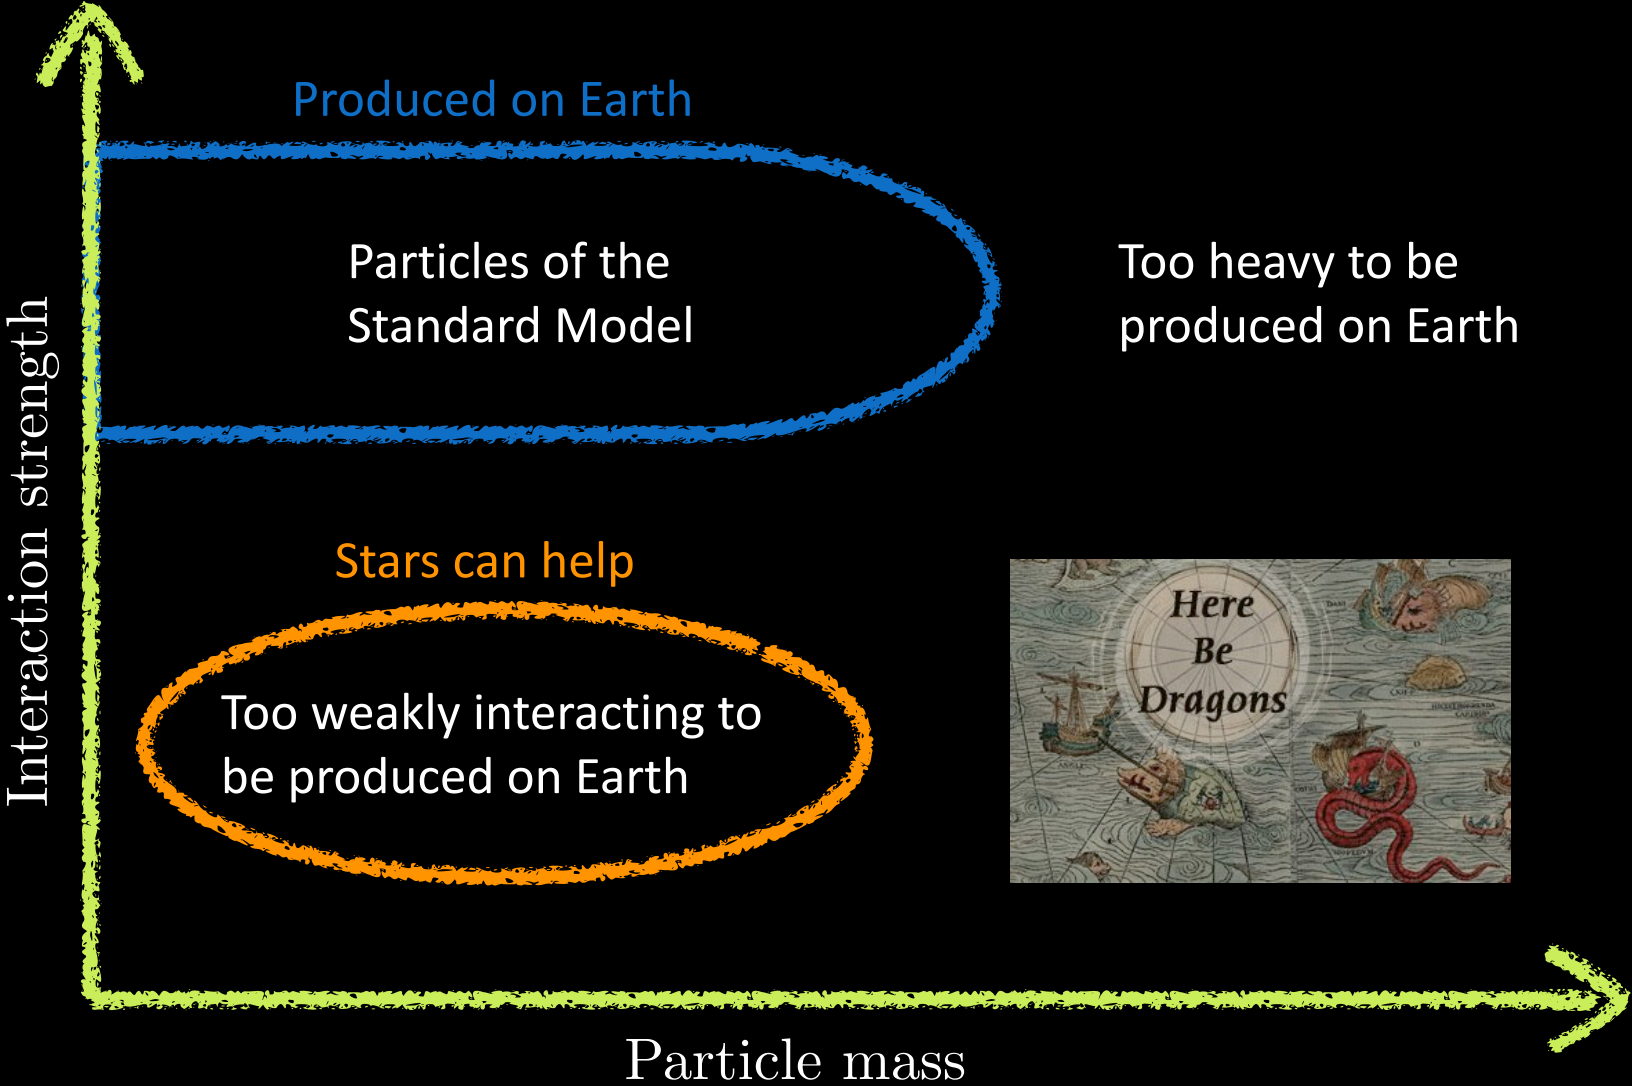 Produced on Earth
Particles of the
Standard Model
Too heavy to be
produced on Earth
Interaction strength
Stars can help
Too weakly interacting to
be produced on Earth
Here
Be
Dragons
Particle mass